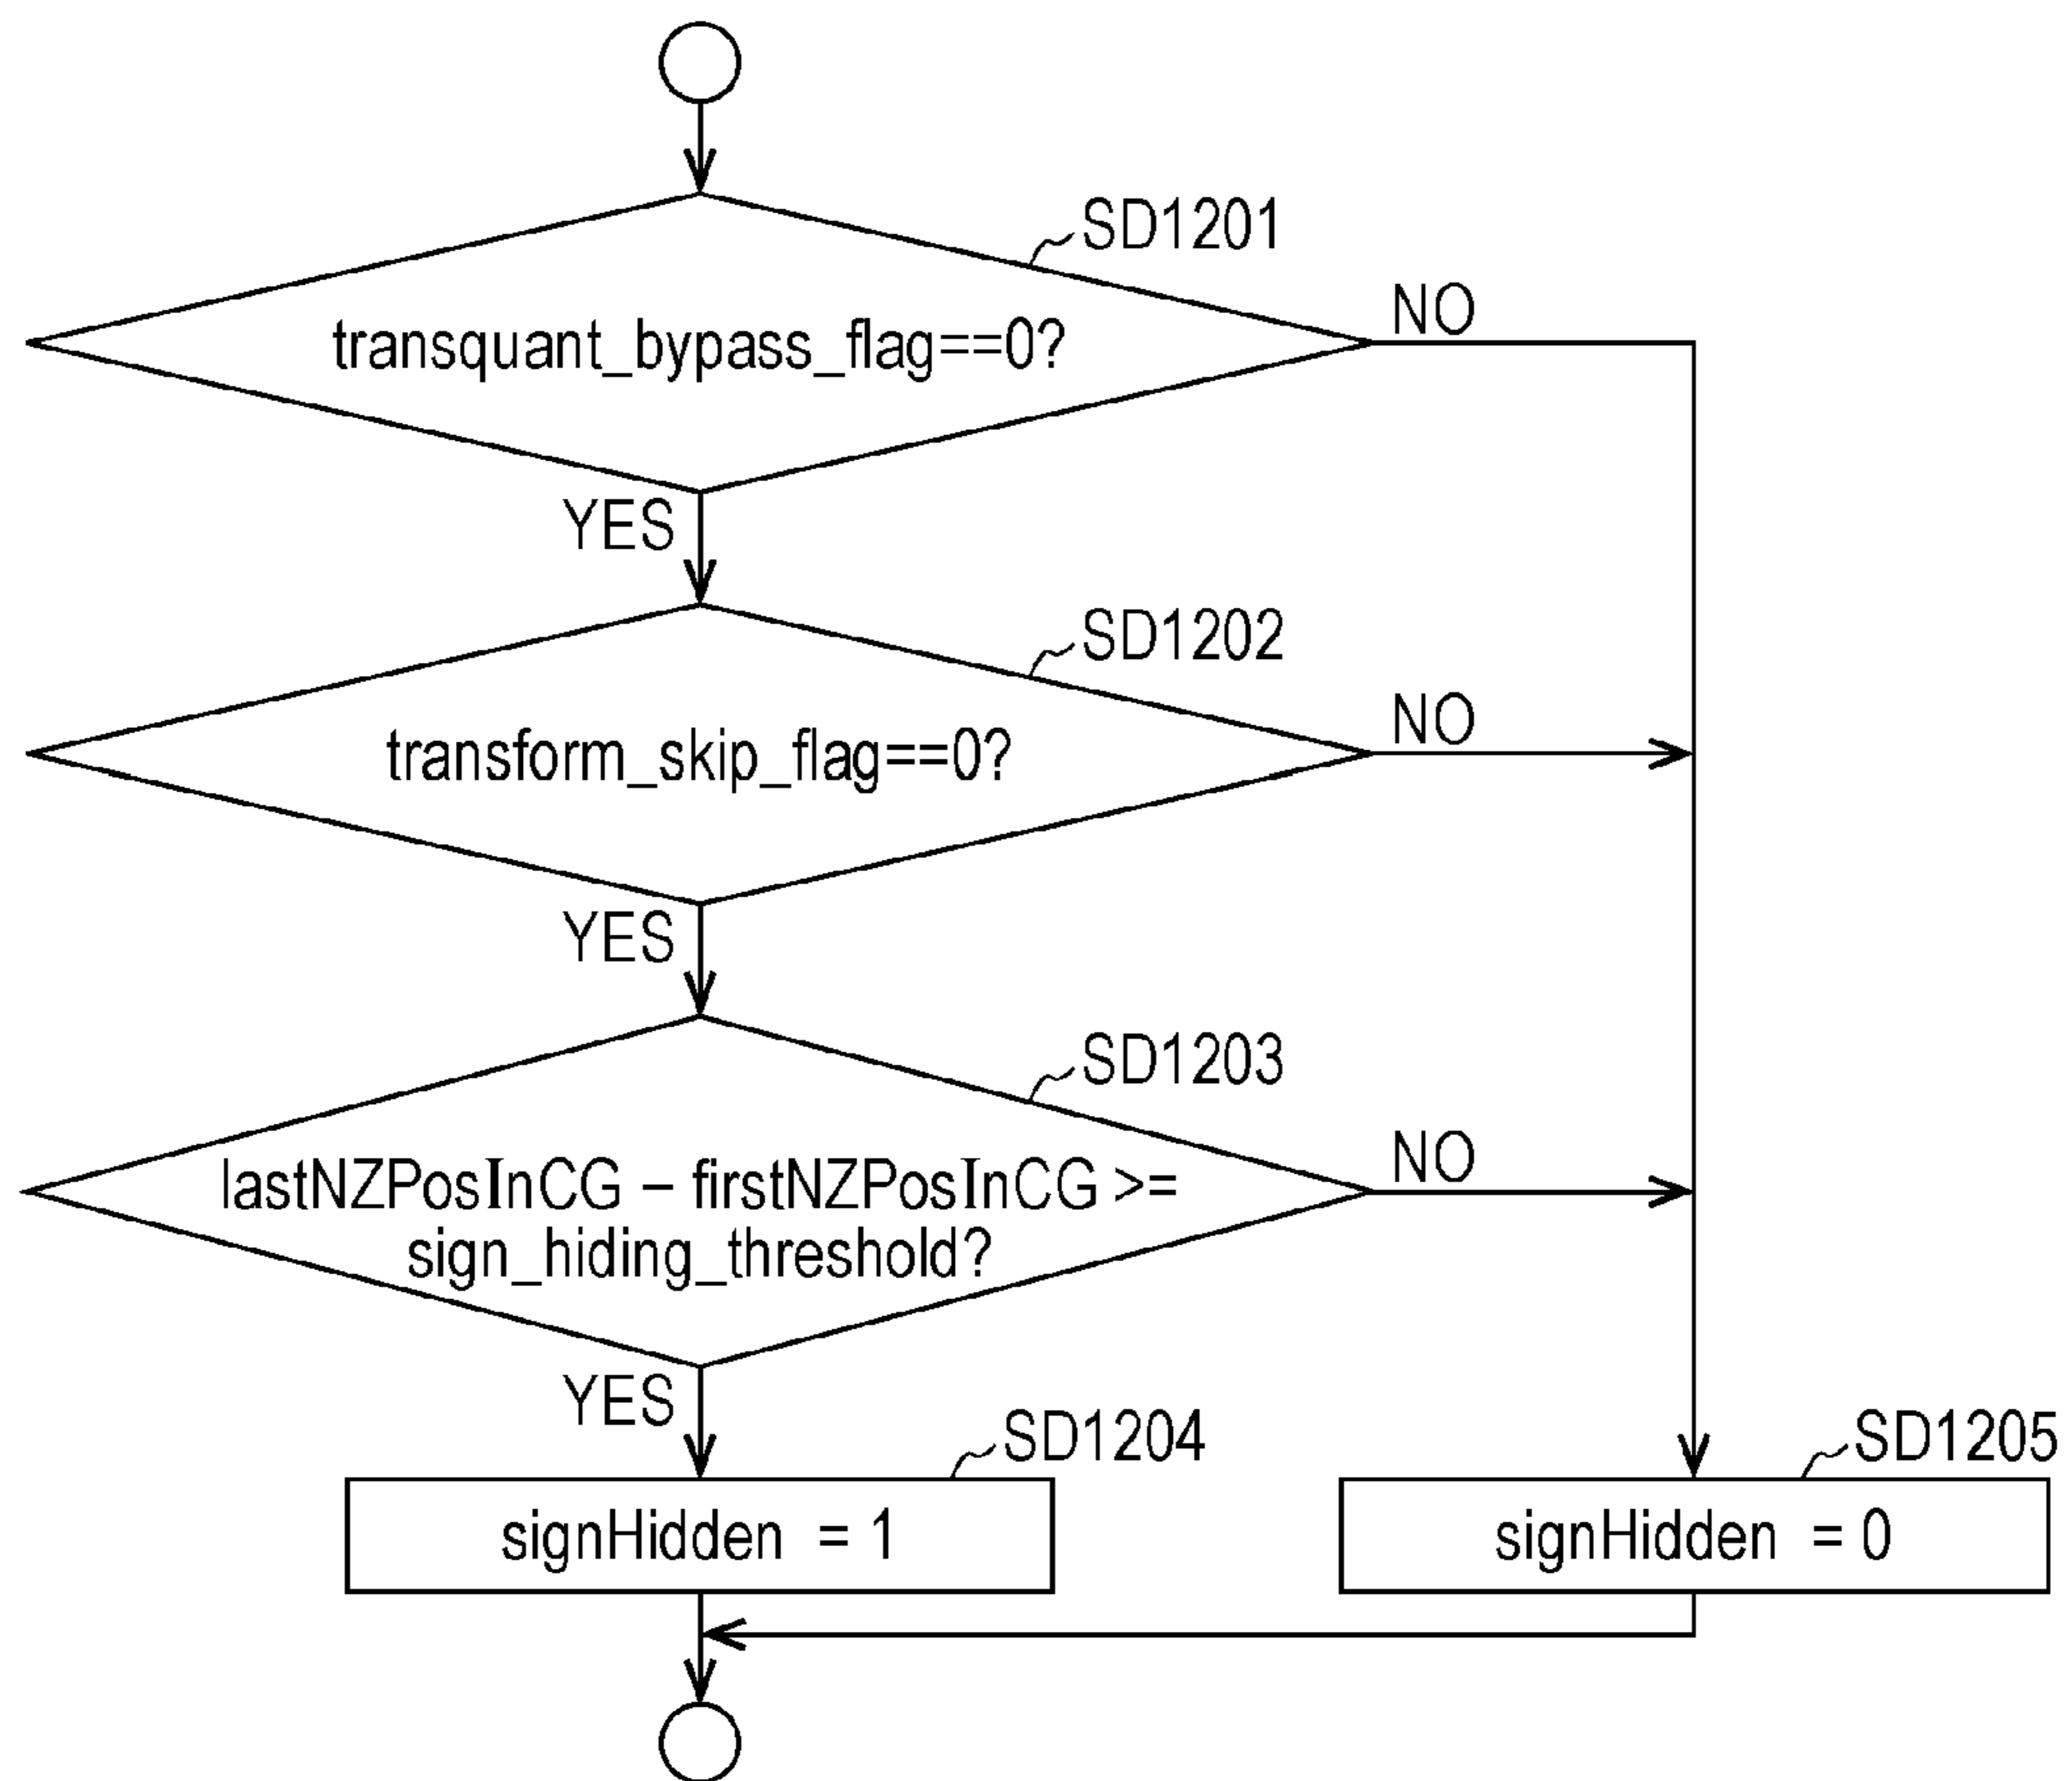 SD1201
transquant_bypass_flag==0?
NO
YES
SD1202
transform_skip_flag==0?
NO
YES
SD1203
lastNZPosInCG – firstNZPosInCG >=
sign_hiding_threshold?
NO
YES
SD1204
signHidden = 1
SD1205
signHidden = 0